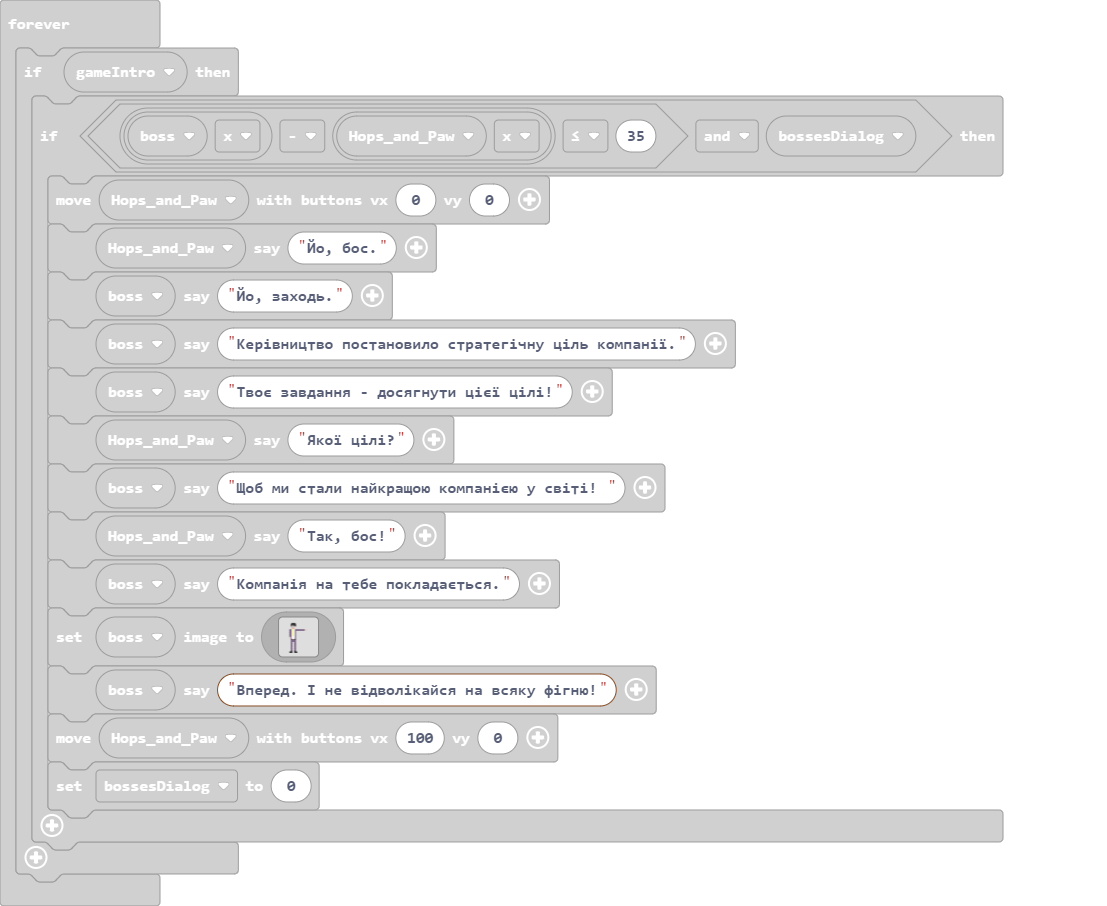 forever
if gameIntro then
if boss x - Hops_and_Paw x ≤ 35 and bossesDialog then
move Hops_and_Paw with buttons vx 0 vy 0
Hops_and_Paw say "Йо, бос."
boss say "Йо, заходь."
boss say "Керівництво постановило стратегічну ціль компанії."
boss say "Твоє завдання - досягнути цієї цілі!"
Hops_and_Paw say "Якої цілі?"
boss say "Щоб ми стали найкращою компанією у світі! "
Hops_and_Paw say "Так, бос!"
boss say "Компанія на тебе покладається."
set boss image to
boss say "Вперед. І не відволікайся на всяку фігню!"
move Hops_and_Paw with buttons vx 100 vy 0
set bossesDialog to 0